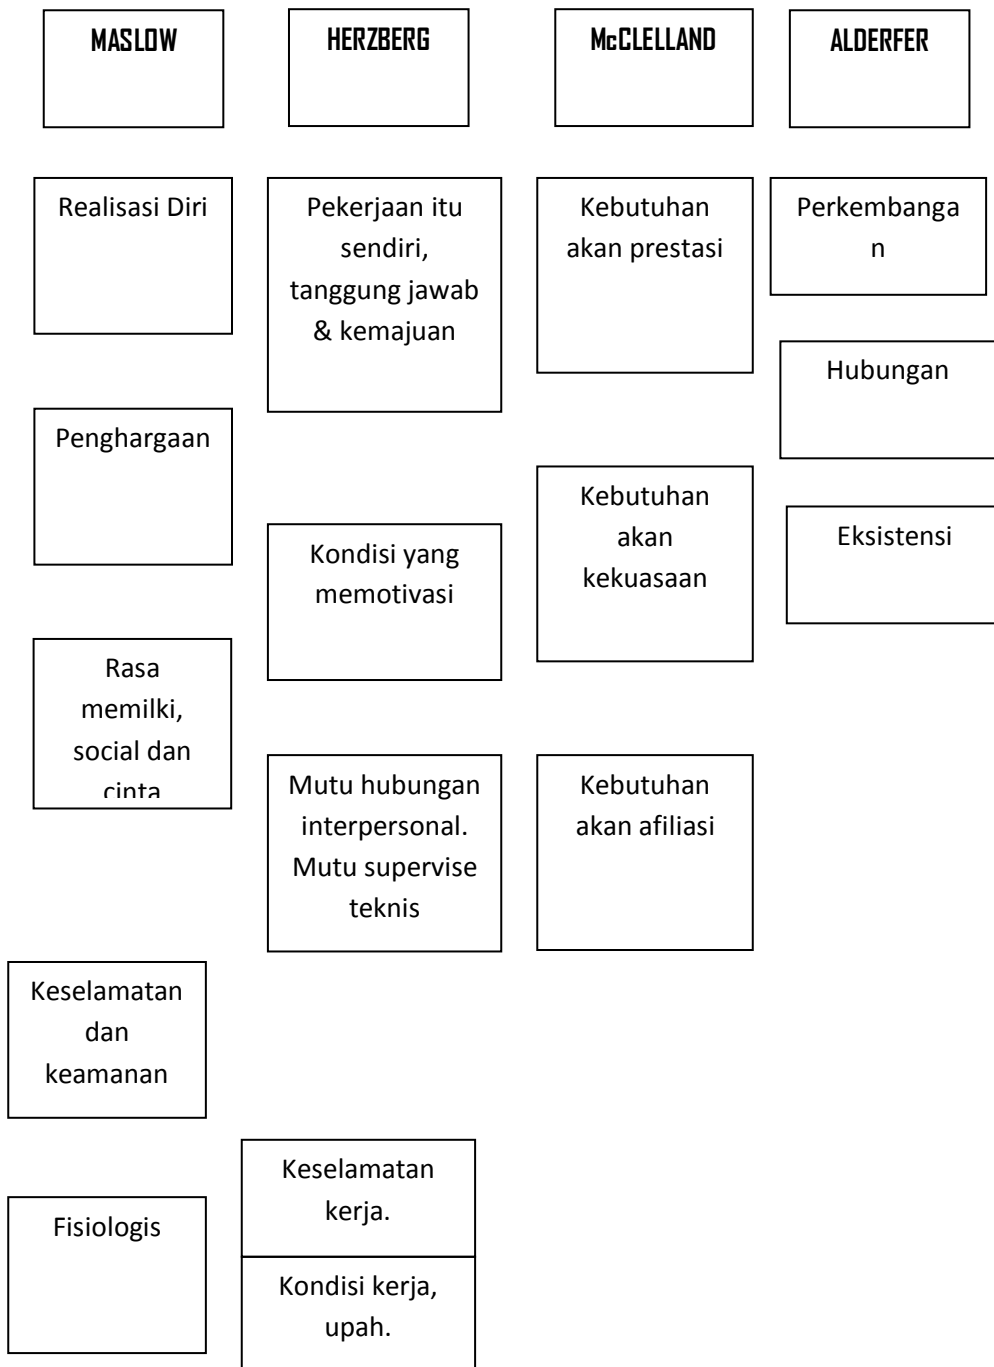 MASLOW
HERZBERG
McCLELLAND
ALDERFER
Realisasi Diri
Pekerjaan itu
sendiri,
tanggung jawab
& kemajuan
Kebutuhan
akan prestasi
Perkembanga
n
Hubungan
Penghargaan
Kebutuhan
akan
kekuasaan
Eksistensi
Kondisi yang
memotivasi
Rasa
memilki,
social dan
cinta
Mutu hubungan
interpersonal.
Mutu supervise
teknis
Kebutuhan
akan afiliasi
Keselamatan
dan
keamanan
Keselamatan
kerja.
Fisiologis
Kondisi kerja,
upah.